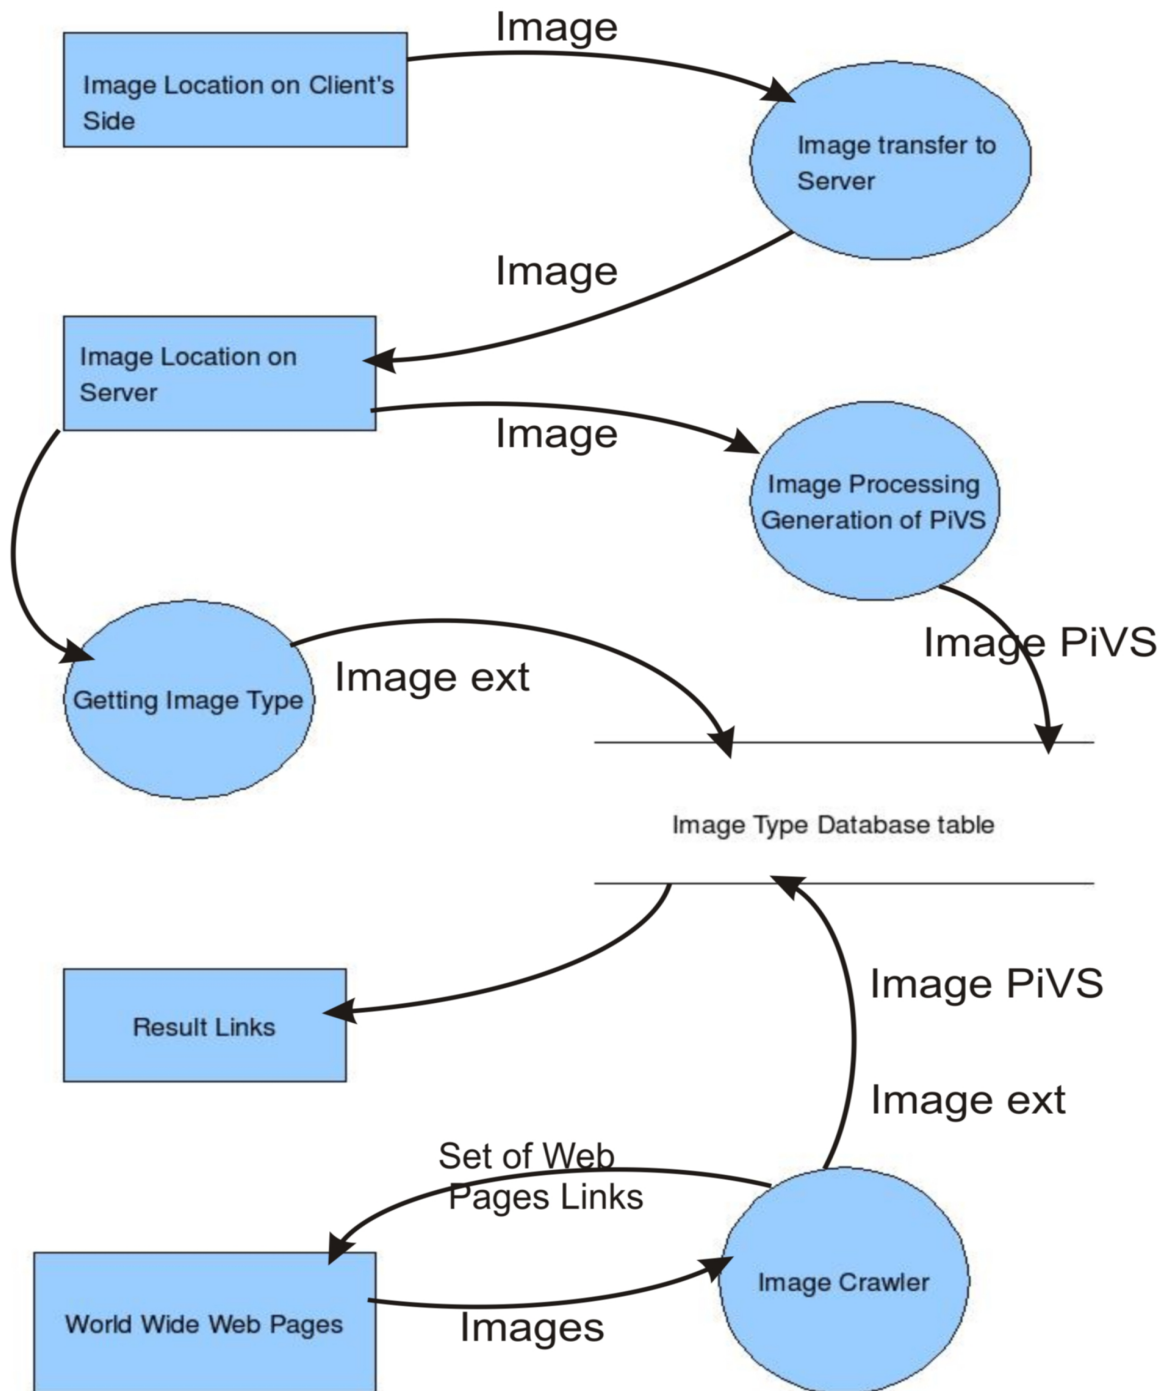 Image
Image Location on Client's
Side
Image transfer to
Server
Image
Image Location on
Server
Image
Image Processing
Generation of PiVS
Image PiVS
Image ext
Getting Image Type
Image Type Database table
Image PiVS
Result Links
Image ext
Set of Web
Pages Links
Image Crawler
World Wide Web Pages
Images